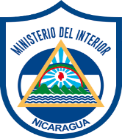 MINISTERIO DEL INTERIOR
NICARAGUA